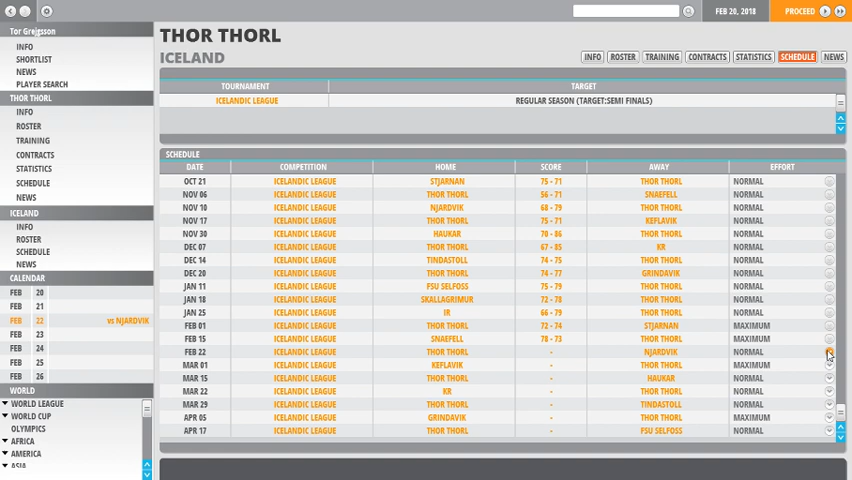 FEB 20, 2018 PROCEED
Tor Grejgsson
INFO
SHORTLIST
NEWS
PLAYER SEARCH
THOR THORL
INFO
ROSTER
TRAINING
CONTRACTS
STATISTICS
SCHEDULE
NEWS
ICELAND
INFO
ROSTER
SCHEDULE
NEWS
CALENDAR
FEB 20
FEB 21
FEB 22 vs NJARDVIK
FEB 23
FEB 24
FEB 25
FEB 26
WORLD
WORLD LEAGUE
WORLD CUP
OLYMPICS
AFRICA
AMERICA
ASIA
THOR THORL
ICELAND
INFO ROSTER TRAINING CONTRACTS STATISTICS SCHEDULE NEWS
TOURNAMENT TARGET
ICELANDIC LEAGUE REGULAR SEASON (TARGET:SEMI FINALS)
SCHEDULE
DATE COMPETITION HOME SCORE AWAY EFFORT
OCT 21 ICELANDIC LEAGUE STJARNAN 75 - 71 THOR THORL NORMAL
NOV 06 ICELANDIC LEAGUE THOR THORL 56 - 71 SNAEFELL NORMAL
NOV 10 ICELANDIC LEAGUE NJARDVIK 68 - 79 THOR THORL NORMAL
NOV 17 ICELANDIC LEAGUE THOR THORL 75 - 71 KEFLAVIK NORMAL
NOV 30 ICELANDIC LEAGUE HAUKAR 70 - 86 THOR THORL NORMAL
DEC 07 ICELANDIC LEAGUE THOR THORL 67 - 85 KR NORMAL
DEC 14 ICELANDIC LEAGUE TINDASTOLL 74 - 75 THOR THORL NORMAL
DEC 20 ICELANDIC LEAGUE THOR THORL 74 - 77 GRINDAVIK NORMAL
JAN 11 ICELANDIC LEAGUE FSU SELFOSS 75 - 79 THOR THORL NORMAL
JAN 18 ICELANDIC LEAGUE SKALLAGRIMUR 72 - 78 THOR THORL NORMAL
JAN 25 ICELANDIC LEAGUE IR 66 - 79 THOR THORL NORMAL
FEB 01 ICELANDIC LEAGUE THOR THORL 72 - 74 STJARNAN MAXIMUM
FEB 15 ICELANDIC LEAGUE SNAEFELL 78 - 73 THOR THORL MAXIMUM
FEB 22 ICELANDIC LEAGUE THOR THORL - NJARDVIK NORMAL
MAR 01 ICELANDIC LEAGUE KEFLAVIK - THOR THORL MAXIMUM
MAR 15 ICELANDIC LEAGUE THOR THORL - HAUKAR NORMAL
MAR 22 ICELANDIC LEAGUE KR - THOR THORL NORMAL
MAR 29 ICELANDIC LEAGUE THOR THORL - TINDASTOLL NORMAL
APR 05 ICELANDIC LEAGUE GRINDAVIK - THOR THORL MAXIMUM
APR 17 ICELANDIC LEAGUE THOR THORL - FSU SELFOSS NORMAL